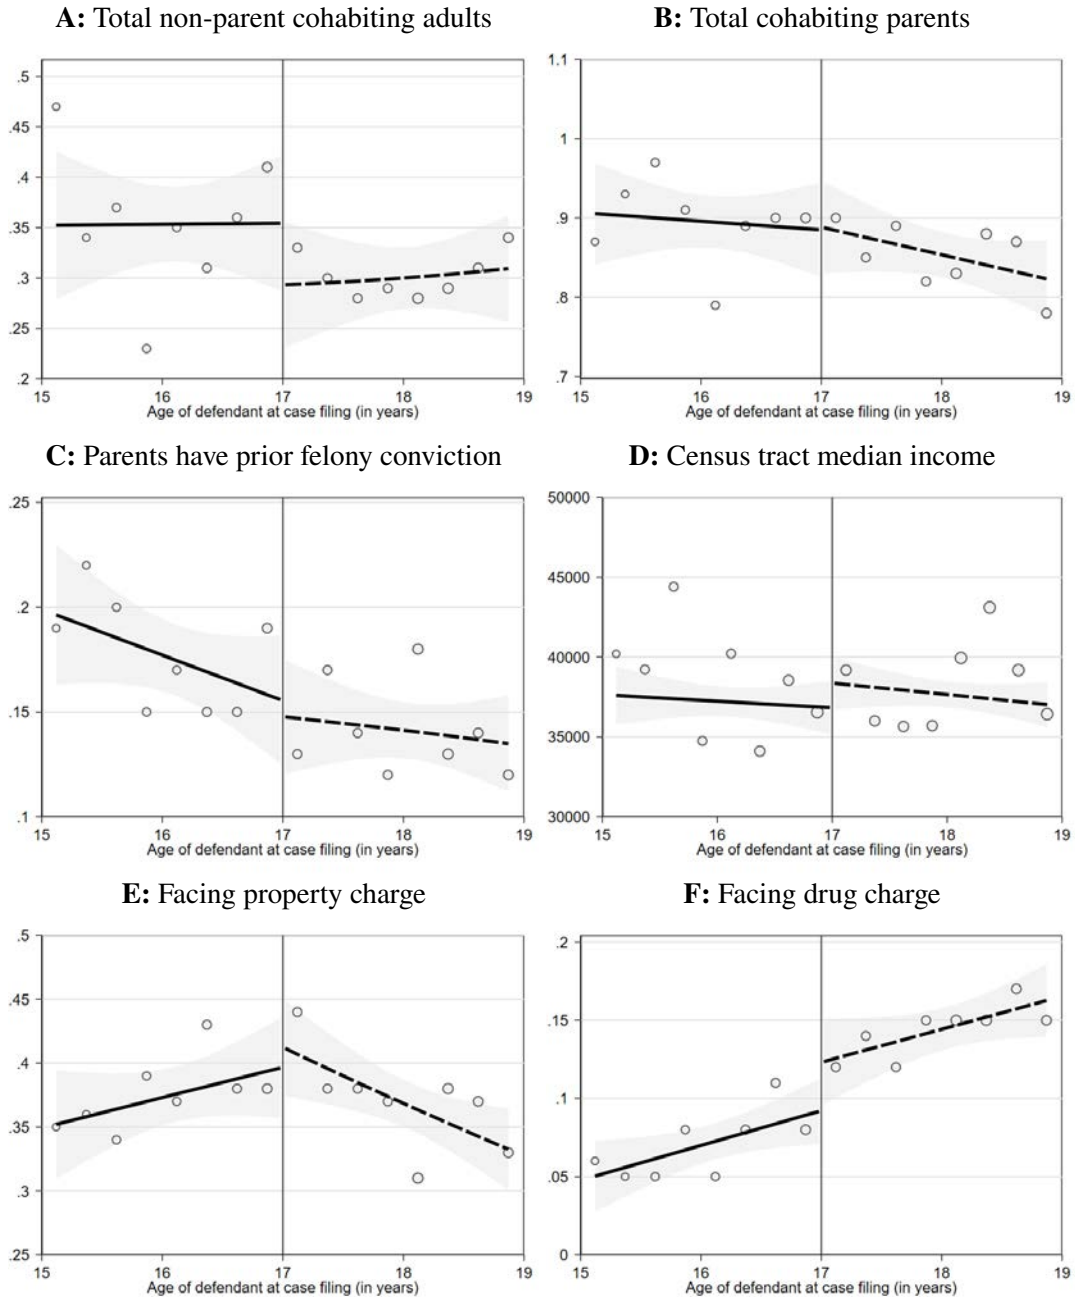 A: Total non-parent cohabiting adults
.5
.45
.4
.35
.3
.25
.2
15 16 17 18 19
Age of defendant at case filing (in years)
B: Total cohabiting parents
1.1
1
.9
.8
.7
15 16 17 18 19
Age of defendant at case filing (in years)
C: Parents have prior felony conviction
.25
.2
.15
.1
15 16 17 18 19
Age of defendant at case filing (in years)
D: Census tract median income
50000
45000
40000
35000
30000
15 16 17 18 19
Age of defendant at case filing (in years)
E: Facing property charge
.5
.45
.4
.35
.3
.25
15 16 17 18 19
Age of defendant at case filing (in years)
F: Facing drug charge
.2
.15
.1
.05
0
15 16 17 18 19
Age of defendant at case filing (in years)